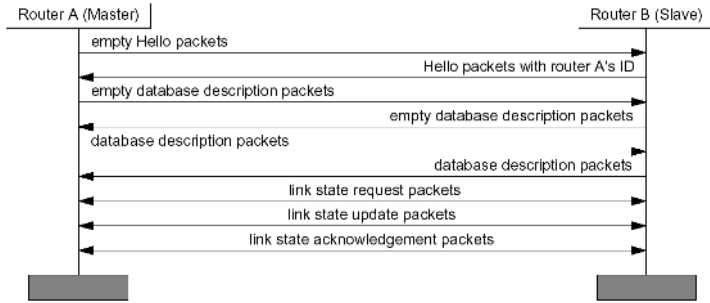 Router A (Master)
Router B (Slave)
empty Hello packets
Hello packets with router A's ID
empty database description packets
empty database description packets
database description packets
database description packets
link state request packets
link state update packets
link state acknowledgement packets